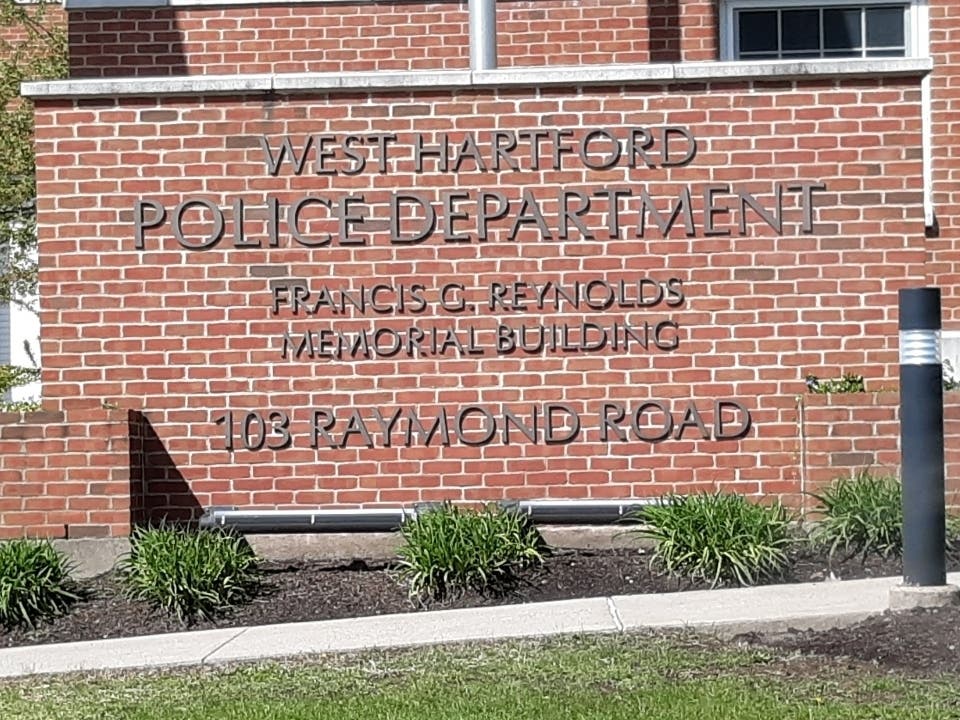 WEST HARTFORD
POLICE DEPARTMENT
FRANCIS G. REYNOLDS
MEMORIAL BUILDING
103 RAYMOND ROAD